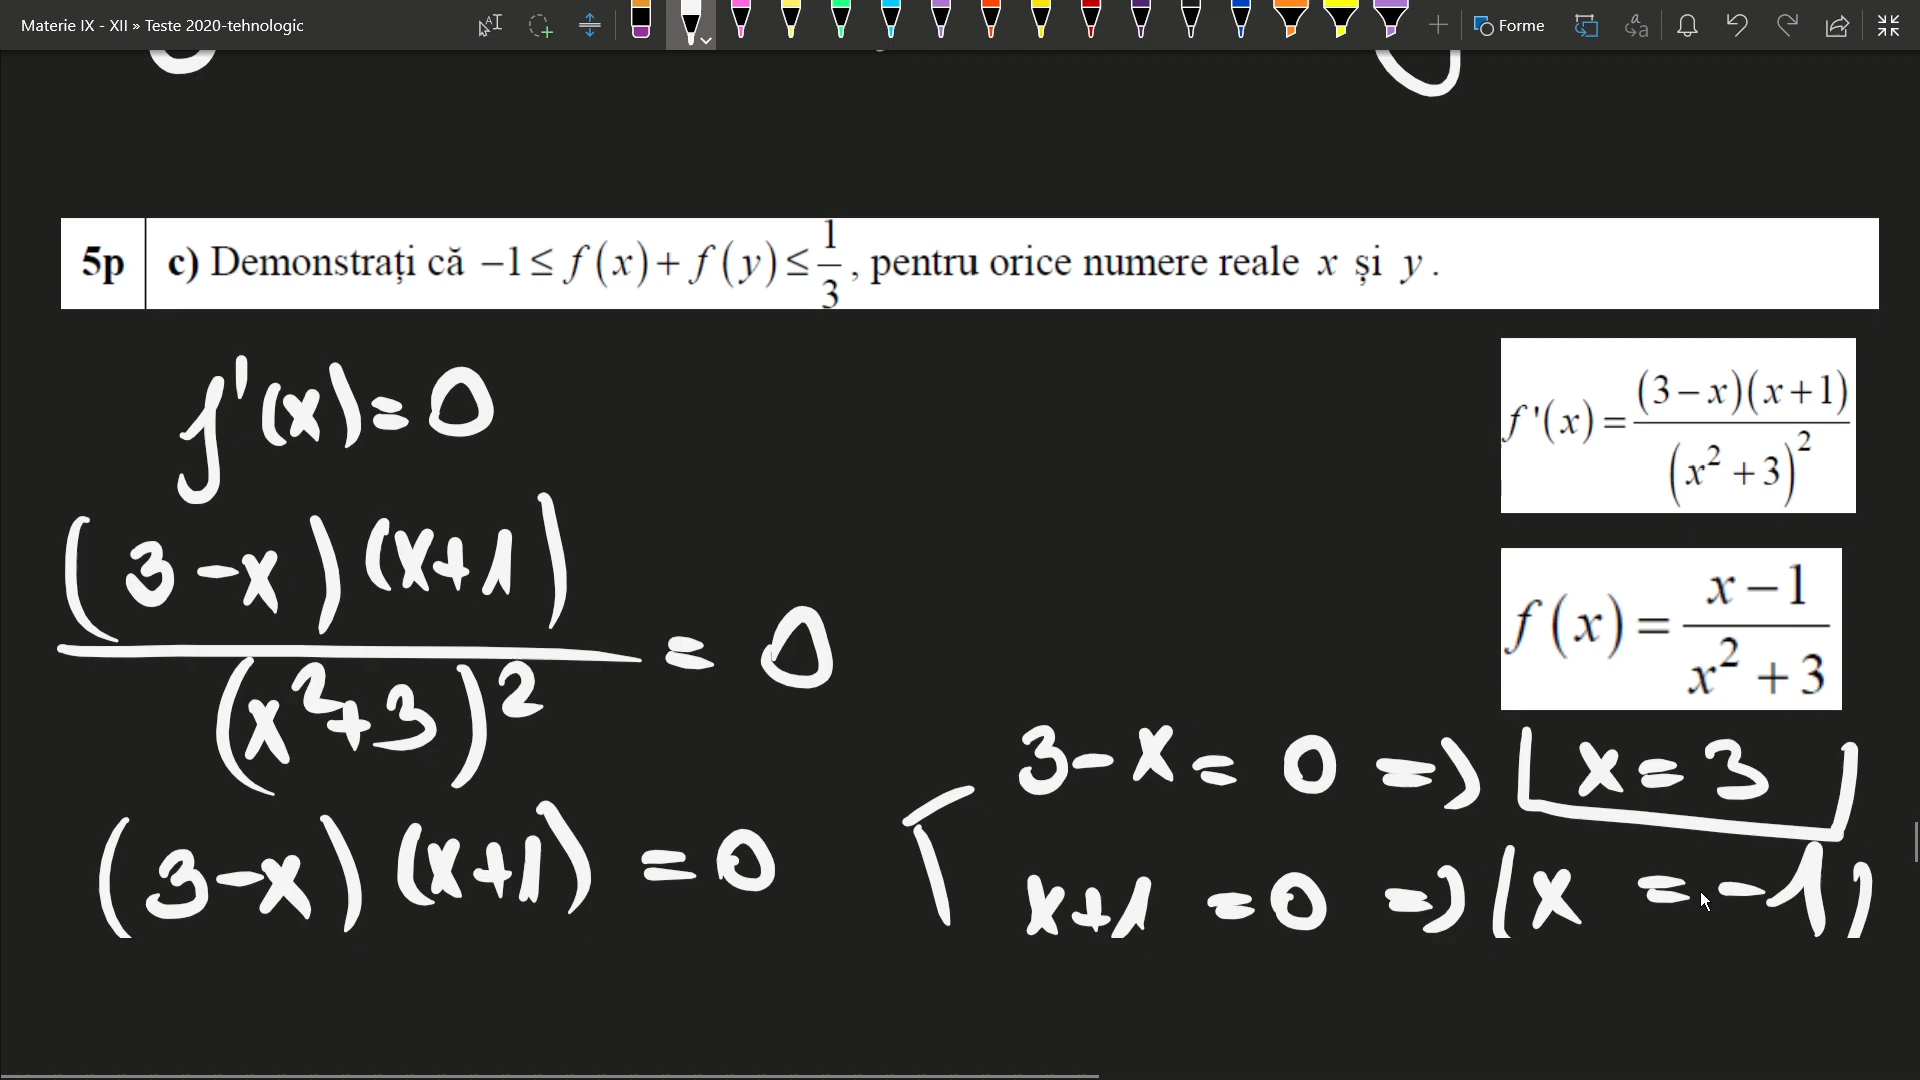 Materie IX - XII » Teste 2020-tehnologic
Forme
5p c) Demonstrați că −1 ≤ f(x) + f(y) ≤ 1/3, pentru orice numere reale x și y.
f'(x) = 0
f'(x) = (3−x)(x+1) / (x² + 3)²
(3−x)(x+1) / (x²+3)² = 0
f(x) = (x−1) / (x² + 3)
3−x = 0 => x = 3
(3−x)(x+1) = 0
x+1 = 0 => x = −1